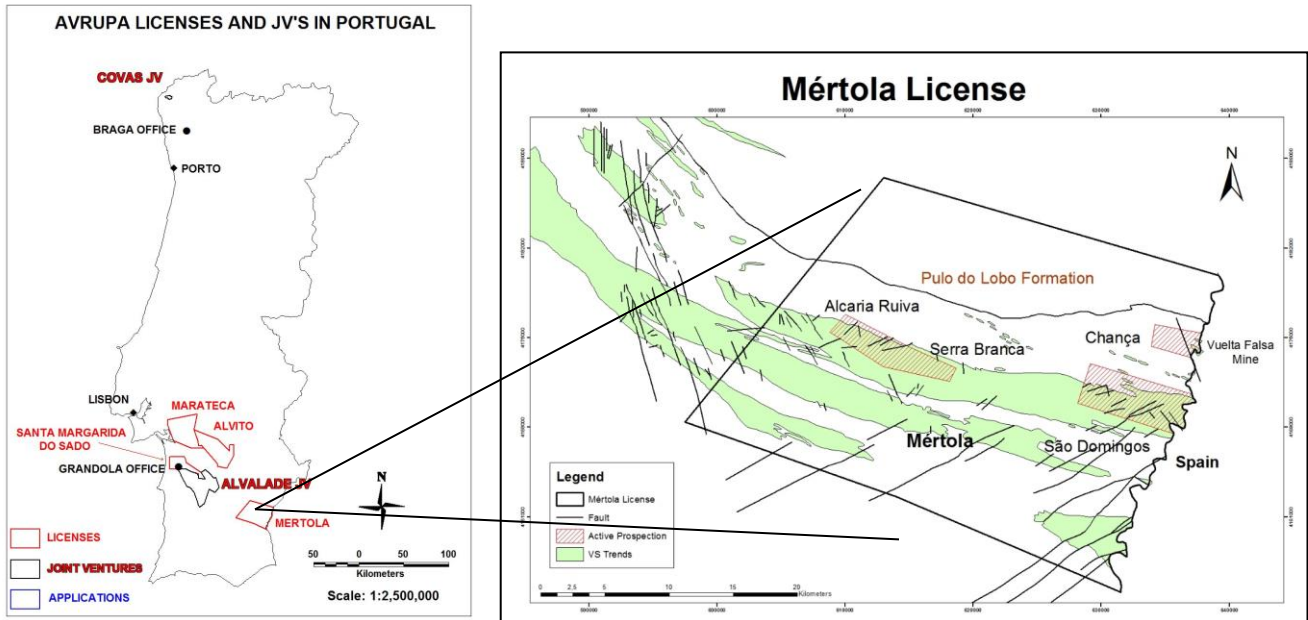 AVRUPA LICENSES AND JV'S IN PORTUGAL
COVAS JV
BRAGA OFFICE
PORTO
LISBON
MARATECA
ALVITO
SANTA MARGARIDA
DO SADO
GRANDOLA OFFICE
ALVALADE JV
MERTOLA
N
LICENSES
JOINT VENTURES
APPLICATIONS
50 0 50 100
Kilometers
Scale: 1:2,500,000
Mértola License
N
Pulo do Lobo Formation
Alcaria Ruiva
Serra Branca
Chança
Vuelta Falsa
Mine
Mértola
São Domingos
Spain
Legend
Mértola License
Fault
Active Prospection
VS Trends
0 2,5 5 10 15 20
Kilometers